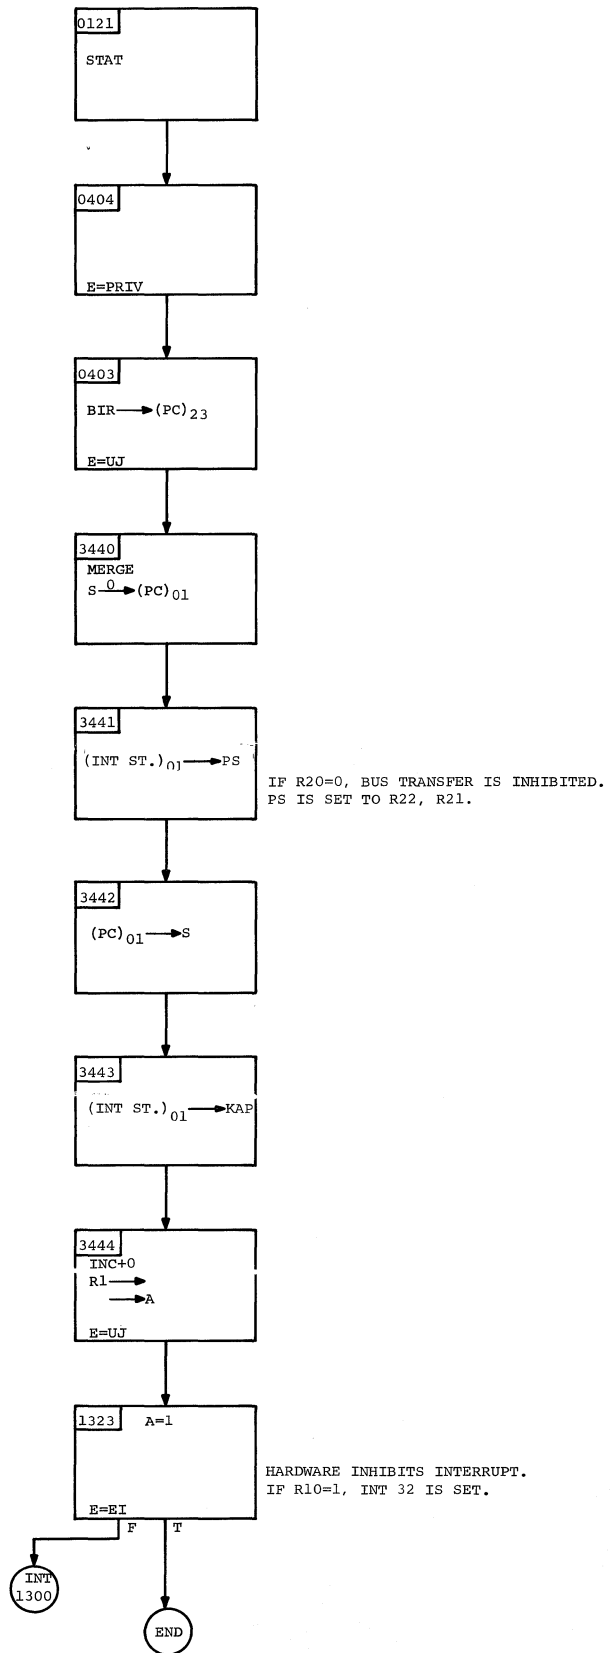 0121
STAT
0404
E=PRIV
0403
BIR (PC)23
E=UJ
3440
MERGE
S 0 (PC)01
3441
(INT ST.)01 PS
IF R20=0, BUS TRANSFER IS INHIBITED.
PS IS SET TO R22, R21.
3442
(PC)01 S
3443
(INT ST.)01 KAP
3444
INC+0
R1
A
E=UJ
1323 A=1
HARDWARE INHIBITS INTERRUPT.
IF R10=1, INT 32 IS SET.
E=EI
F T
INT
1300
END